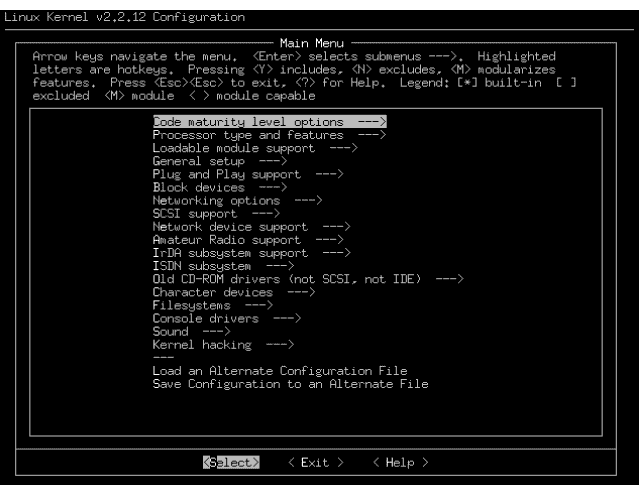 Linux Kernel v2.2.12 Configuration
Main Menu
Arrow keys navigate the menu.  <Enter> selects submenus --->.  Highlighted
letters are hotkeys.  Pressing <Y> includes, <N> excludes, <M> modularizes
features.  Press <Esc><Esc> to exit, <?> for Help.  Legend: [*] built-in  [ ]
excluded  <M> module  < > module capable
Code maturity level options  --->
Processor type and features  --->
Loadable module support  --->
General setup  --->
Plug and Play support  --->
Block devices  --->
Networking options  --->
SCSI support  --->
Network device support  --->
Amateur Radio support  --->
IrDA subsystem support  --->
ISDN subsystem  --->
Old CD-ROM drivers (not SCSI, not IDE)  --->
Character devices  --->
Filesystems  --->
Console drivers  --->
Sound  --->
Kernel hacking  --->
---
Load an Alternate Configuration File
Save Configuration to an Alternate File
<Select>    < Exit >    < Help >